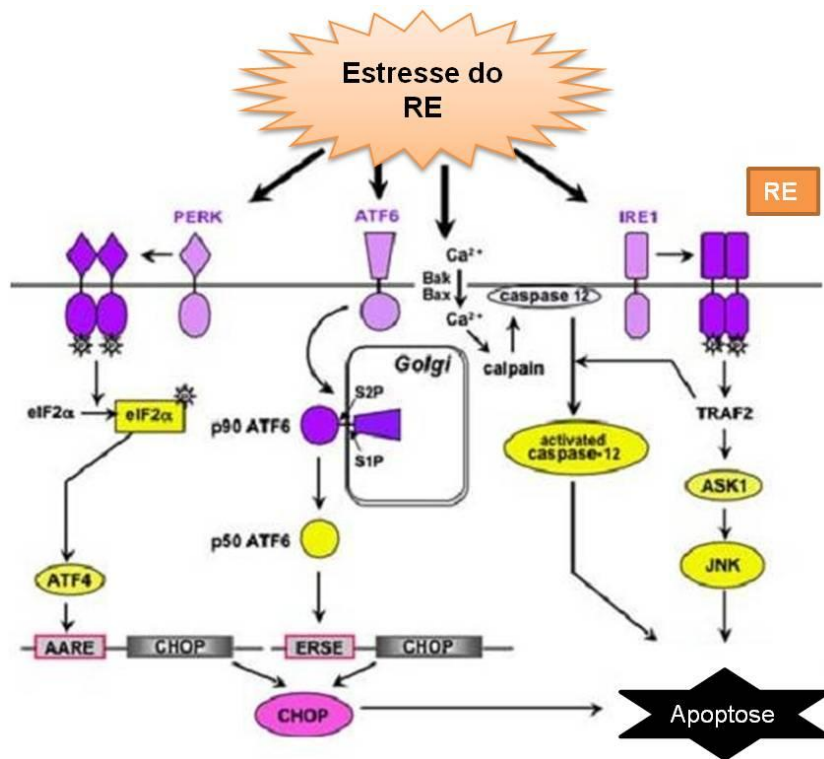 Estresse do
RE
RE
PERK
ATF6
IRE1
Ca²⁺
Bak
Bax
Ca²⁺
caspase 12
calpain
Golgi
eIF2α
eIF2α
S2P
p90 ATF6
S1P
TRAF2
activated
caspase-12
ASK1
p50 ATF6
ATF4
JNK
AARE
CHOP
ERSE
CHOP
CHOP
Apoptose